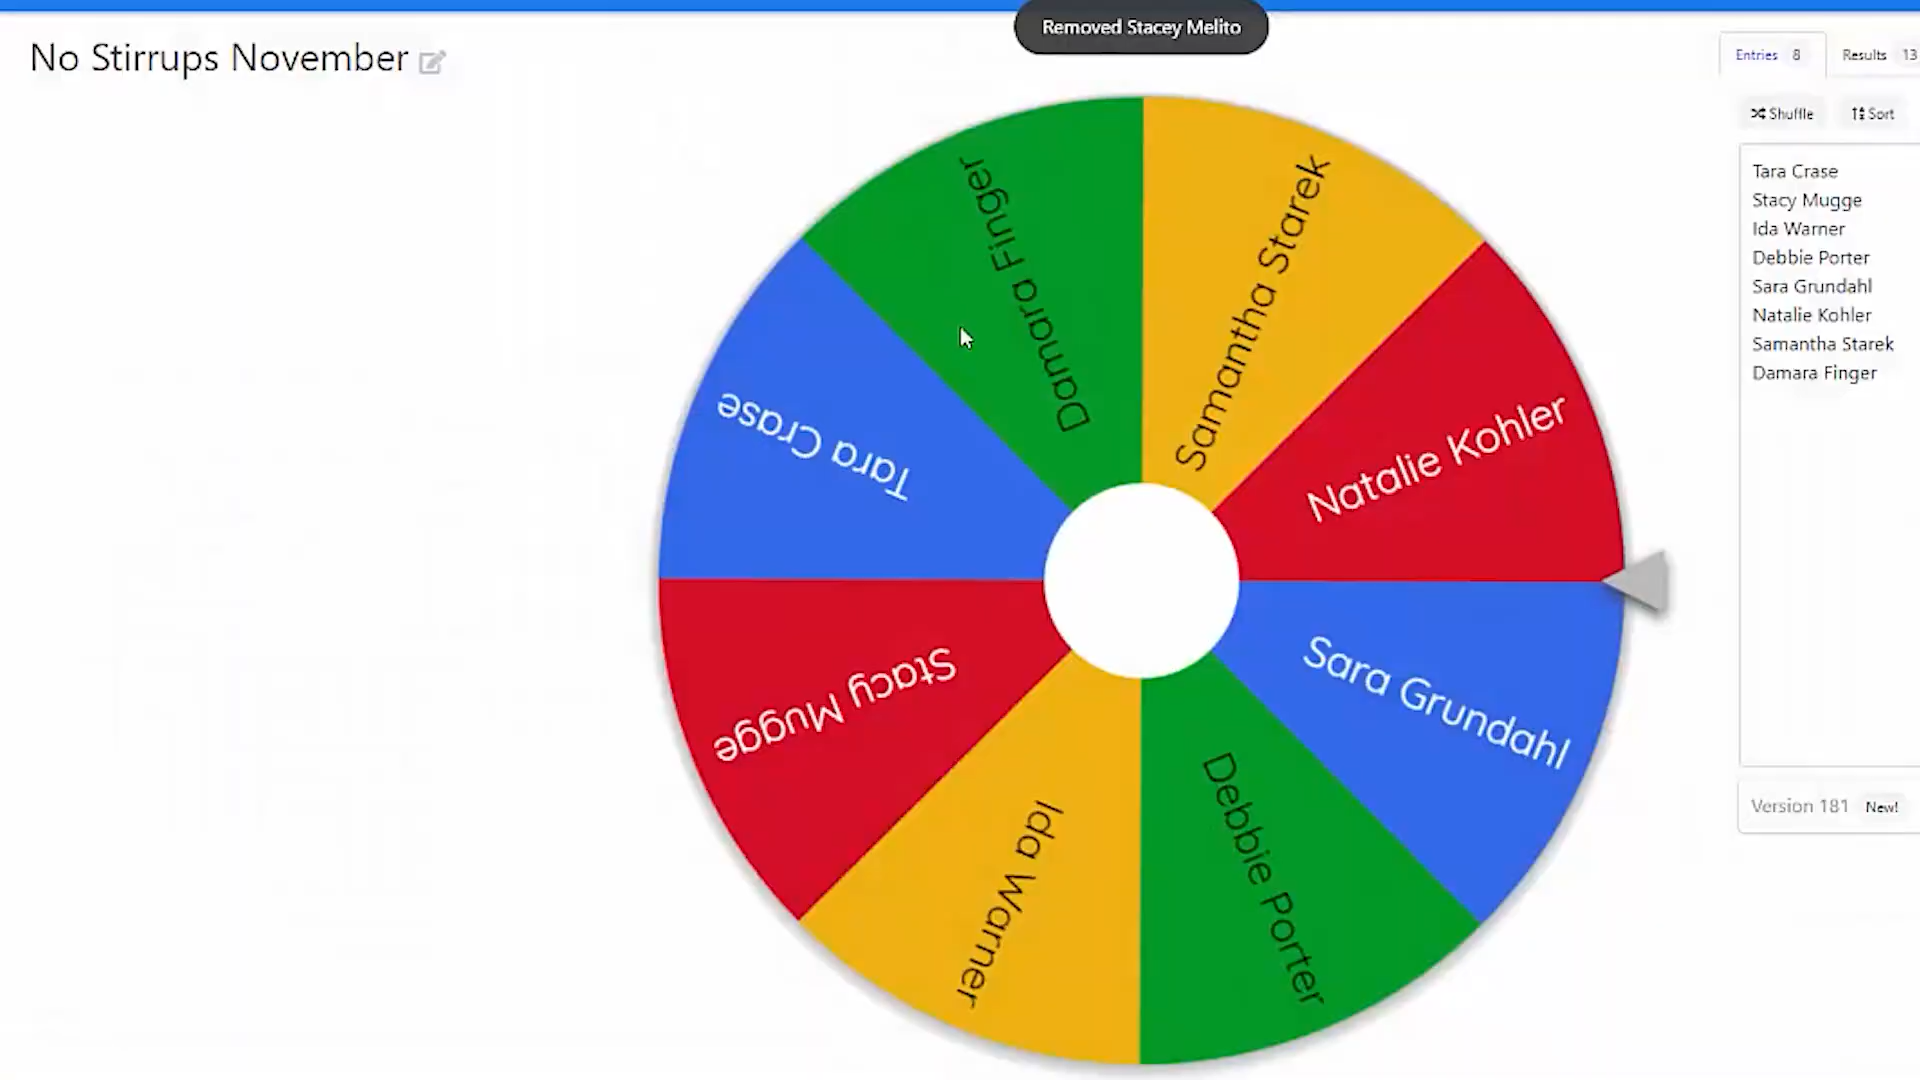 Removed Stacey Melito
No Stirrups November
Entries 8
Results 13
Shuffle
Sort
Tara Crase
Stacy Mugge
Ida Warner
Debbie Porter
Sara Grundahl
Natalie Kohler
Samantha Starek
Damara Finger
Version 181 New!
Damara Finger
Samantha Starek
Natalie Kohler
Sara Grundahl
Debbie Porter
Ida Warner
Stacy Mugge
Tara Crase